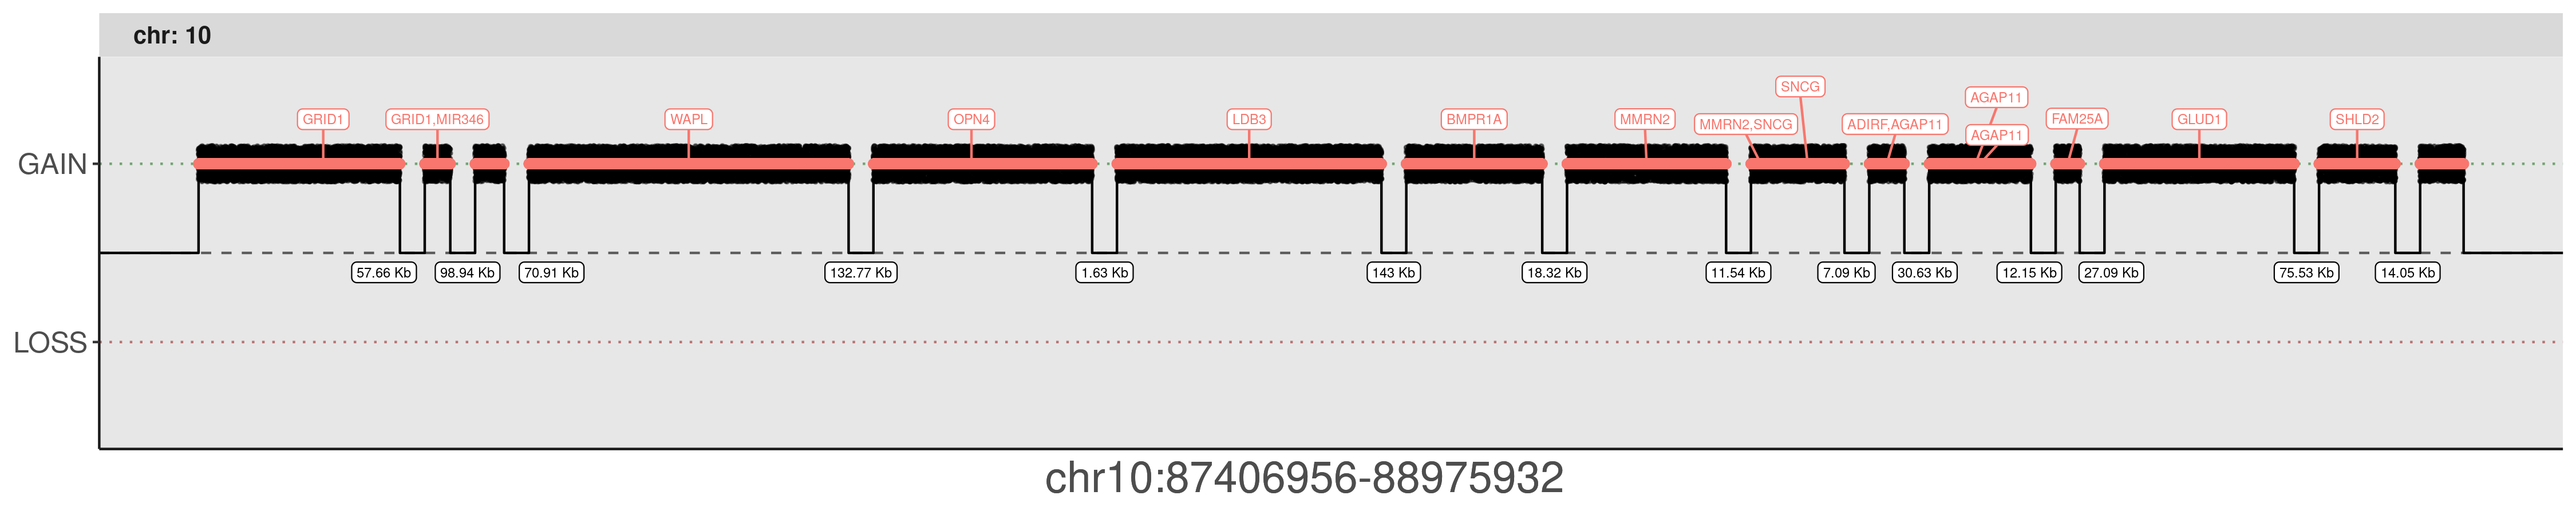 chr: 10
SNCG
AGAP11
GRID1
GRID1,MIR346
WAPL
OPN4
LDB3
BMPR1A
MMRN2
MMRN2,SNCG
ADIRF,AGAP11
AGAP11
FAM25A
GLUD1
SHLD2
GAIN
57.66 Kb
98.94 Kb
70.91 Kb
132.77 Kb
1.63 Kb
143 Kb
18.32 Kb
11.54 Kb
7.09 Kb
30.63 Kb
12.15 Kb
27.09 Kb
75.53 Kb
14.05 Kb
LOSS
chr10:87406956-88975932